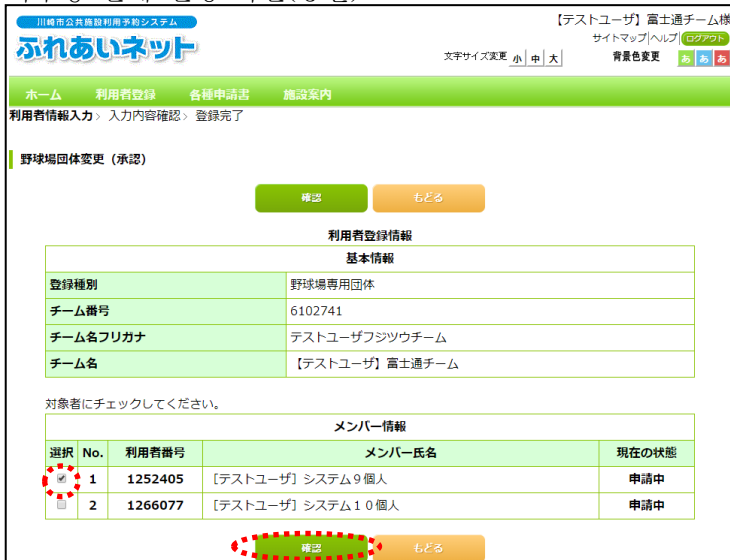 川崎市公共施設利用予約システム
ふれあいネット
【テストユーザ】富士通チーム様
サイトマップ|ヘルプ|ログアウト
文字サイズ変更 小 中 大 背景色変更 あ あ あ
ホーム 利用者登録 各種申請書 施設案内
利用者情報入力> 入力内容確認> 登録完了
野球場団体変更（承認）
確認 もどる
利用者登録情報
基本情報
登録種別 野球場専用団体
チーム番号 6102741
チーム名フリガナ テストユーザフジツウチーム
チーム名 【テストユーザ】富士通チーム
対象者にチェックしてください。
メンバー情報
選択 No. 利用者番号 メンバー氏名 現在の状態
1 1252405 [テストユーザ] システム９個人 申請中
2 1266077 [テストユーザ] システム１０個人 申請中
確認 もどる